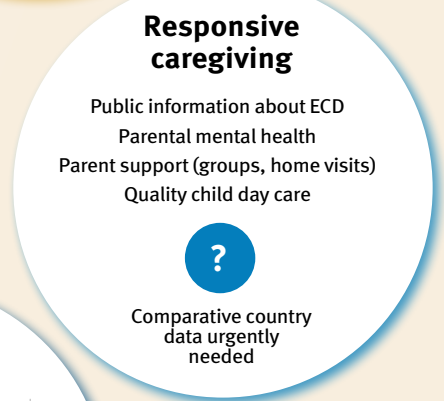 Responsive
caregiving
Public information about ECD
Parental mental health
Parent support (groups, home visits)
Quality child day care
?
Comparative country
data urgently
needed